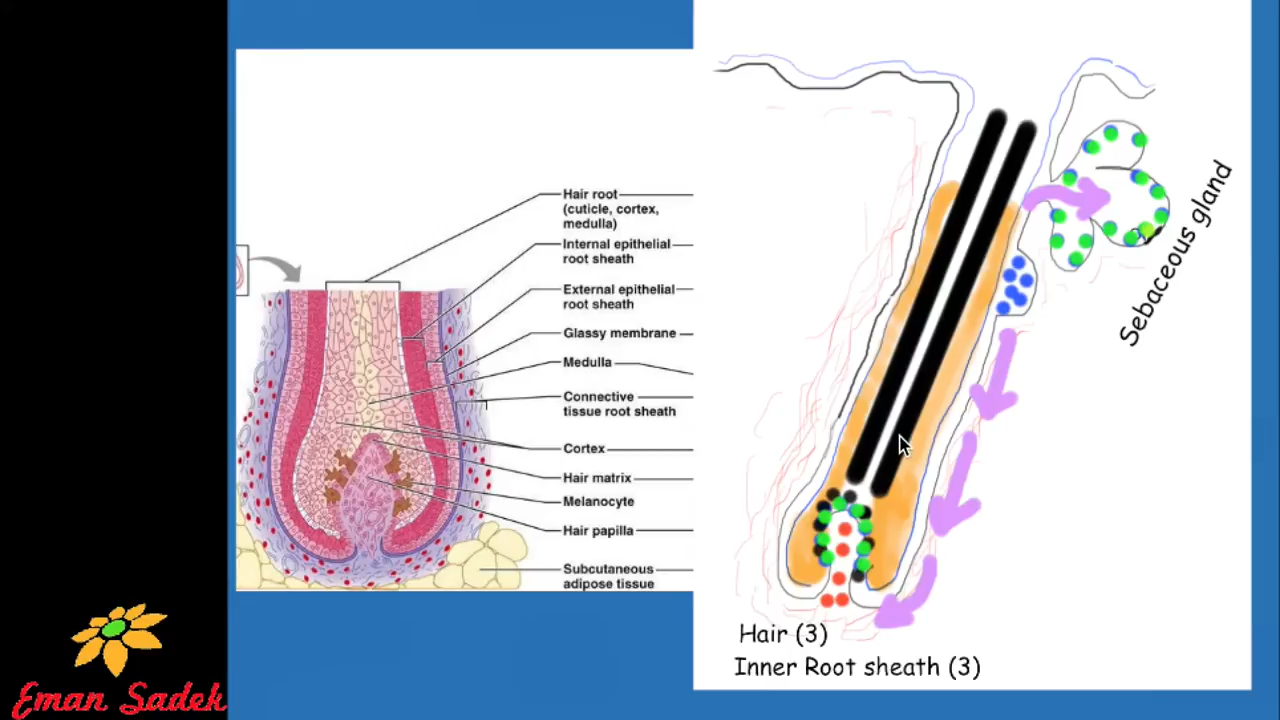 Hair root
(cuticle, cortex,
medulla)
Internal epithelial
root sheath
External epithelial
root sheath
Glassy membrane
Medulla
Connective
tissue root sheath
Cortex
Hair matrix
Melanocyte
Hair papilla
Subcutaneous
adipose tissue
Sebaceous gland
Hair (3)
Inner Root sheath (3)
Eman Sadek